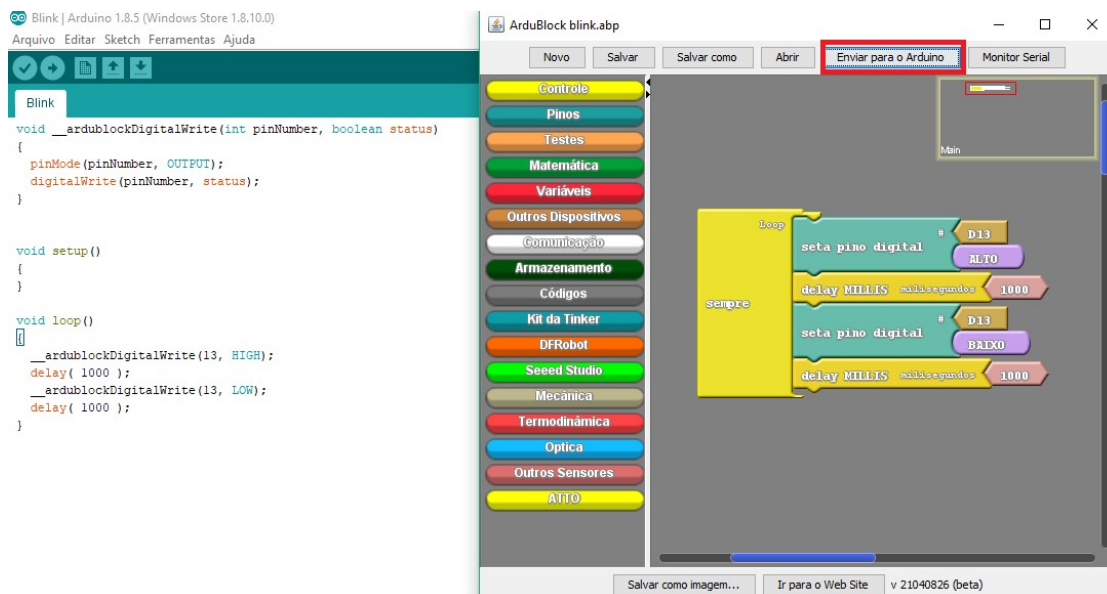 Blink | Arduino 1.8.5 (Windows Store 1.8.10.0)
Arquivo Editar Sketch Ferramentas Ajuda
Blink
void __ardublockDigitalWrite(int pinNumber, boolean status)
{
pinMode(pinNumber, OUTPUT);
digitalWrite(pinNumber, status);
}
void setup()
{
}
void loop()
{
__ardublockDigitalWrite(13, HIGH);
delay( 1000 );
__ardublockDigitalWrite(13, LOW);
delay( 1000 );
}
ArduBlock blink.abp
Novo Salvar Salvar como Abrir Enviar para o Arduino Monitor Serial
Controle
Pinos
Testes
Matemática
Variáveis
Outros Dispositivos
Comunicação
Armazenamento
Códigos
Kit da Tinker
DFRobot
Seeed Studio
Mecánica
Termodinámica
Optica
Outros Sensores
ATTO
Main
Loop
sempre
seta pino digital # D13
ALTO
delay MILLIS milisegundos 1000
seta pino digital # D13
BAIXO
delay MILLIS milisegundos 1000
Salvar como imagem... Ir para o Web Site v 21040826 (beta)